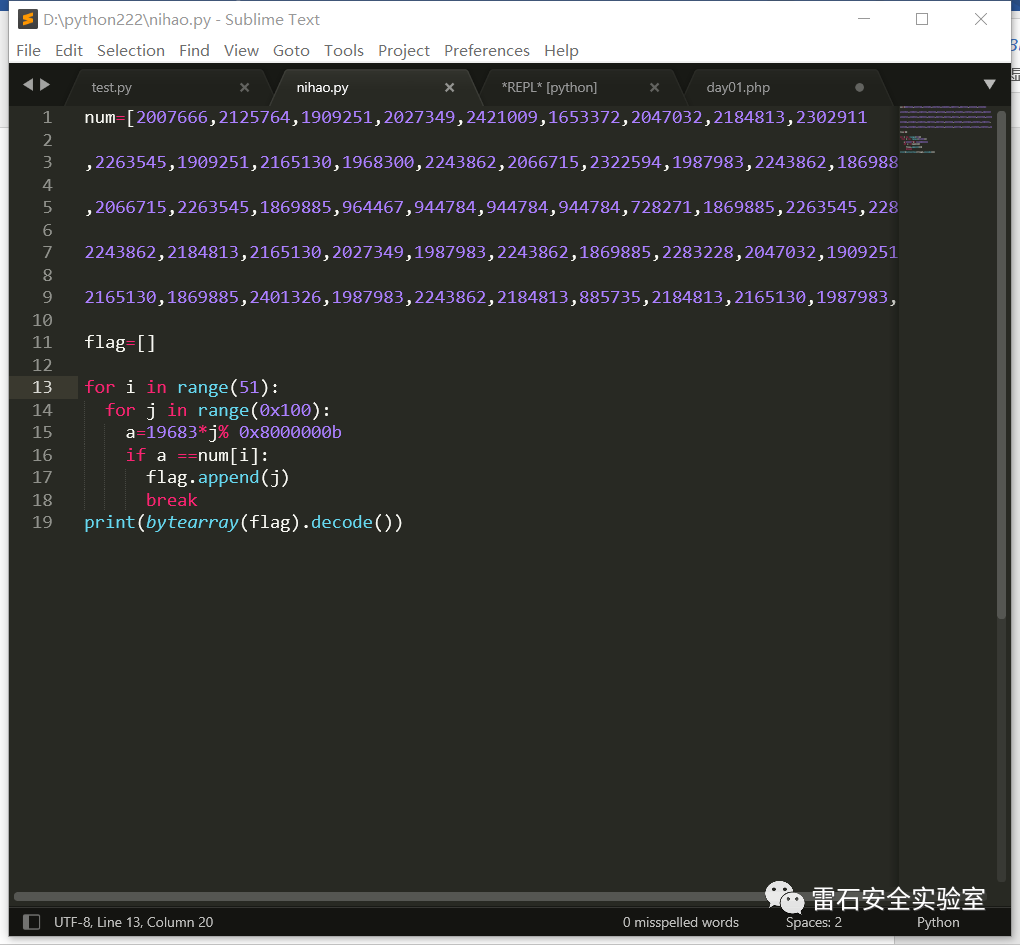 D:\python222\nihao.py - Sublime Text
File Edit Selection Find View Goto Tools Project Preferences Help
test.py nihao.py *REPL* [python] day01.php
1 num=[2007666,2125764,1909251,2027349,2421009,1653372,2047032,2184813,2302911
2
3 ,2263545,1909251,2165130,1968300,2243862,2066715,2322594,1987983,2243862,186988
4
5 ,2066715,2263545,1869885,964467,944784,944784,944784,728271,1869885,2263545,228
6
7 2243862,2184813,2165130,2027349,1987983,2243862,1869885,2283228,2047032,1909251
8
9 2165130,1869885,2401326,1987983,2243862,2184813,885735,2184813,2165130,1987983,
10
11 flag=[]
12
13 for i in range(51):
14 for j in range(0x100):
15 a=19683*j% 0x8000000b
16 if a ==num[i]:
17 flag.append(j)
18 break
19 print(bytearray(flag).decode())
雷石安全实验室
UTF-8, Line 13, Column 20 0 misspelled words Spaces: 2 Python